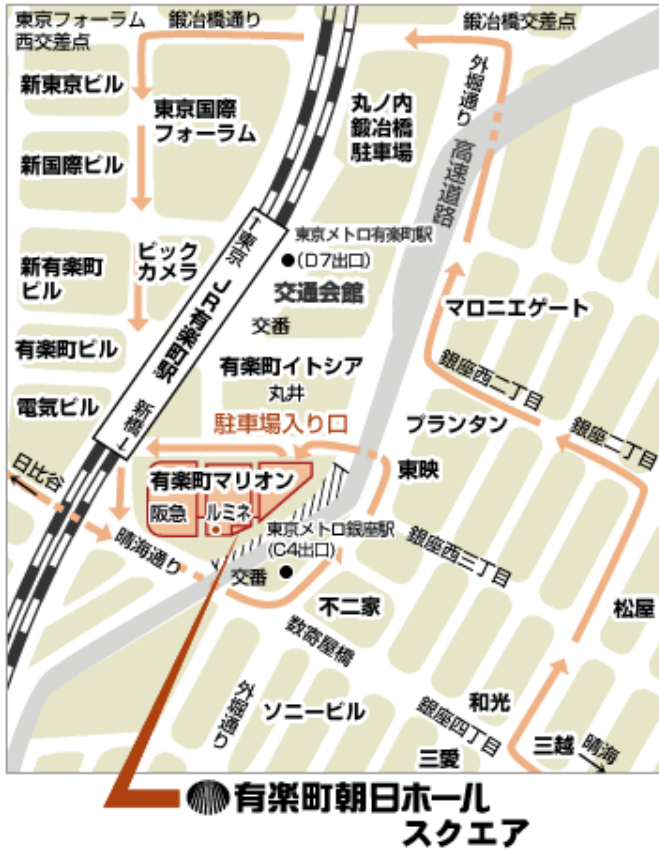 東京フォーラム
西交差点
鍛冶橋通り
鍛冶橋交差点
新東京ビル
東京国際
フォーラム
丸ノ内
鍛冶橋
駐車場
外堀通り
高速道路
新国際ビル
↑東京 JR有楽町駅 新橋↓
東京メトロ有楽町駅
(D7出口)
ビック
カメラ
新有楽町
ビル
交通会館
マロニエゲート
交番
有楽町ビル
有楽町イトシア
丸井
銀座西二丁目
電気ビル
駐車場入り口
プランタン
銀座二丁目
日比谷
有楽町マリオン
東映
阪急
ルミネ
東京メトロ銀座駅
(C4出口)
銀座西三丁目
晴海通り
交番
不二家
松屋
数寄屋橋
外堀通り
ソニービル
和光
銀座四丁目
三愛
三越
晴海
有楽町朝日ホール
スクエア